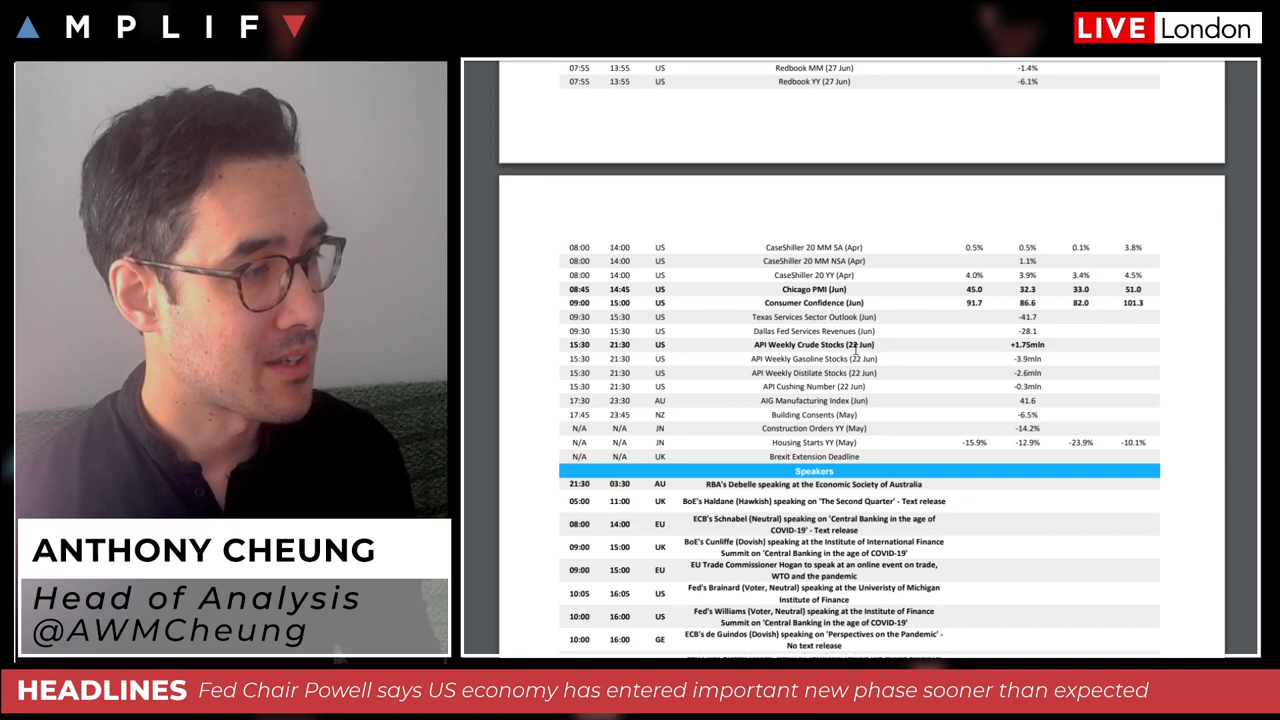 AMPLIFY
LIVE London
07:55 13:55 US Redbook MM (27 Jun) -1.4%
07:55 13:55 US Redbook YY (27 Jun) -6.1%
08:00 14:00 US CaseShiller 20 MM SA (Apr) 0.5% 0.5% 0.1% 3.8%
08:00 14:00 US CaseShiller 20 MM NSA (Apr) 1.1%
08:00 14:00 US CaseShiller 20 YY (Apr) 4.0% 3.9% 3.4% 4.5%
08:45 14:45 US Chicago PMI (Jun) 45.0 32.3 33.0 51.0
09:00 15:00 US Consumer Confidence (Jun) 91.7 86.6 82.0 101.3
09:30 15:30 US Texas Services Sector Outlook (Jun) -41.7
09:30 15:30 US Dallas Fed Services Revenues (Jun) -28.1
15:30 21:30 US API Weekly Crude Stocks (22 Jun) +1.75mln
15:30 21:30 US API Weekly Gasoline Stocks (22 Jun) -3.9mln
15:30 21:30 US API Weekly Distilate Stocks (22 Jun) -2.6mln
15:30 21:30 US API Cushing Number (22 Jun) -0.3mln
17:30 23:30 AU AIG Manufacturing Index (Jun) 41.6
17:45 23:45 NZ Building Consents (May) -6.5%
N/A N/A JN Construction Orders YY (May) -14.2%
N/A N/A JN Housing Starts YY (May) -15.9% -12.9% -23.9% -10.1%
N/A N/A UK Brexit Extension Deadline
Speakers
21:30 03:30 AU RBA's Debelle speaking at the Economic Society of Australia
05:00 11:00 UK BoE's Haldane (Hawkish) speaking on 'The Second Quarter' - Text release
08:00 14:00 EU ECB's Schnabel (Neutral) speaking on 'Central Banking in the age of
COVID-19' - Text release
09:00 15:00 UK BoE's Cunliffe (Dovish) speaking at the Institute of International Finance
Summit on 'Central Banking in the age of COVID-19'
09:00 15:00 EU EU Trade Commissioner Hogan to speak at an online event on trade,
WTO and the pandemic
10:05 16:05 US Fed's Brainard (Voter, Neutral) speaking at the Univeristy of Michigan
Institute of Finance
10:00 16:00 US Fed's Williams (Voter, Neutral) speaking at the Institute of Finance
Summit on 'Central Banking in the age of COVID-19'
10:00 16:00 GE ECB's de Guindos (Dovish) speaking on 'Perspectives on the Pandemic' -
No text release
ANTHONY CHEUNG
Head of Analysis
@AWMCheung
HEADLINES Fed Chair Powell says US economy has entered important new phase sooner than expected